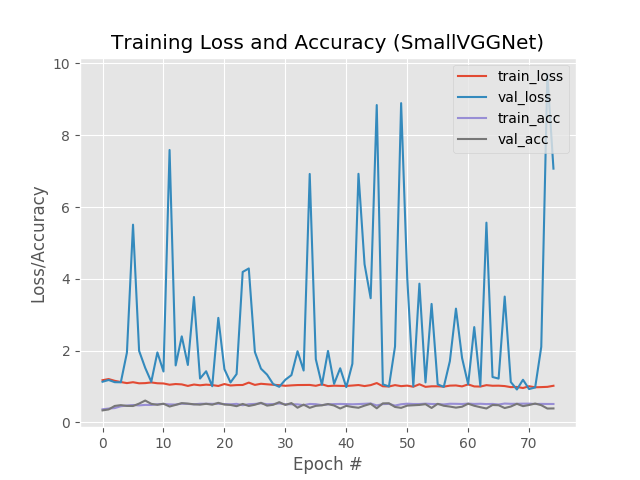 Training Loss and Accuracy (SmallVGGNet)
10
8
6
4
2
0
Loss/Accuracy
train_loss
val_loss
train_acc
val_acc
0 10 20 30 40 50 60 70
Epoch #